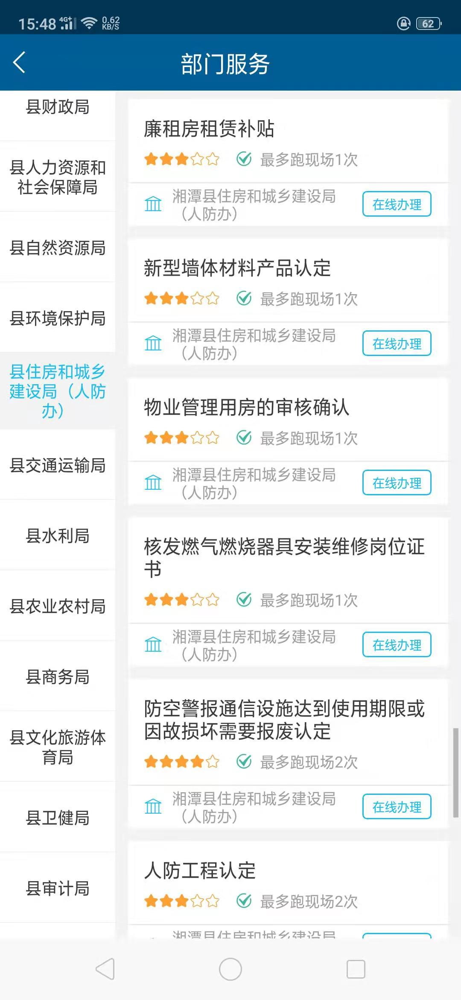 15:48 4G+ 0.62 KB/S 62
部门服务
县财政局
县人力资源和
社会保障局
县自然资源局
县环境保护局
县住房和城乡
建设局（人防
办）
县交通运输局
县水利局
县农业农村局
县商务局
县文化旅游体
育局
县卫健局
县审计局
廉租房租赁补贴
最多跑现场1次
湘潭县住房和城乡建设局
（人防办）
在线办理
新型墙体材料产品认定
最多跑现场1次
湘潭县住房和城乡建设局
（人防办）
在线办理
物业管理用房的审核确认
最多跑现场1次
湘潭县住房和城乡建设局
（人防办）
在线办理
核发燃气燃烧器具安装维修岗位证
书
最多跑现场1次
湘潭县住房和城乡建设局
（人防办）
在线办理
防空警报通信设施达到使用期限或
因故损坏需要报废认定
最多跑现场2次
湘潭县住房和城乡建设局
（人防办）
在线办理
人防工程认定
最多跑现场2次
湘潭县住房和城乡建设局